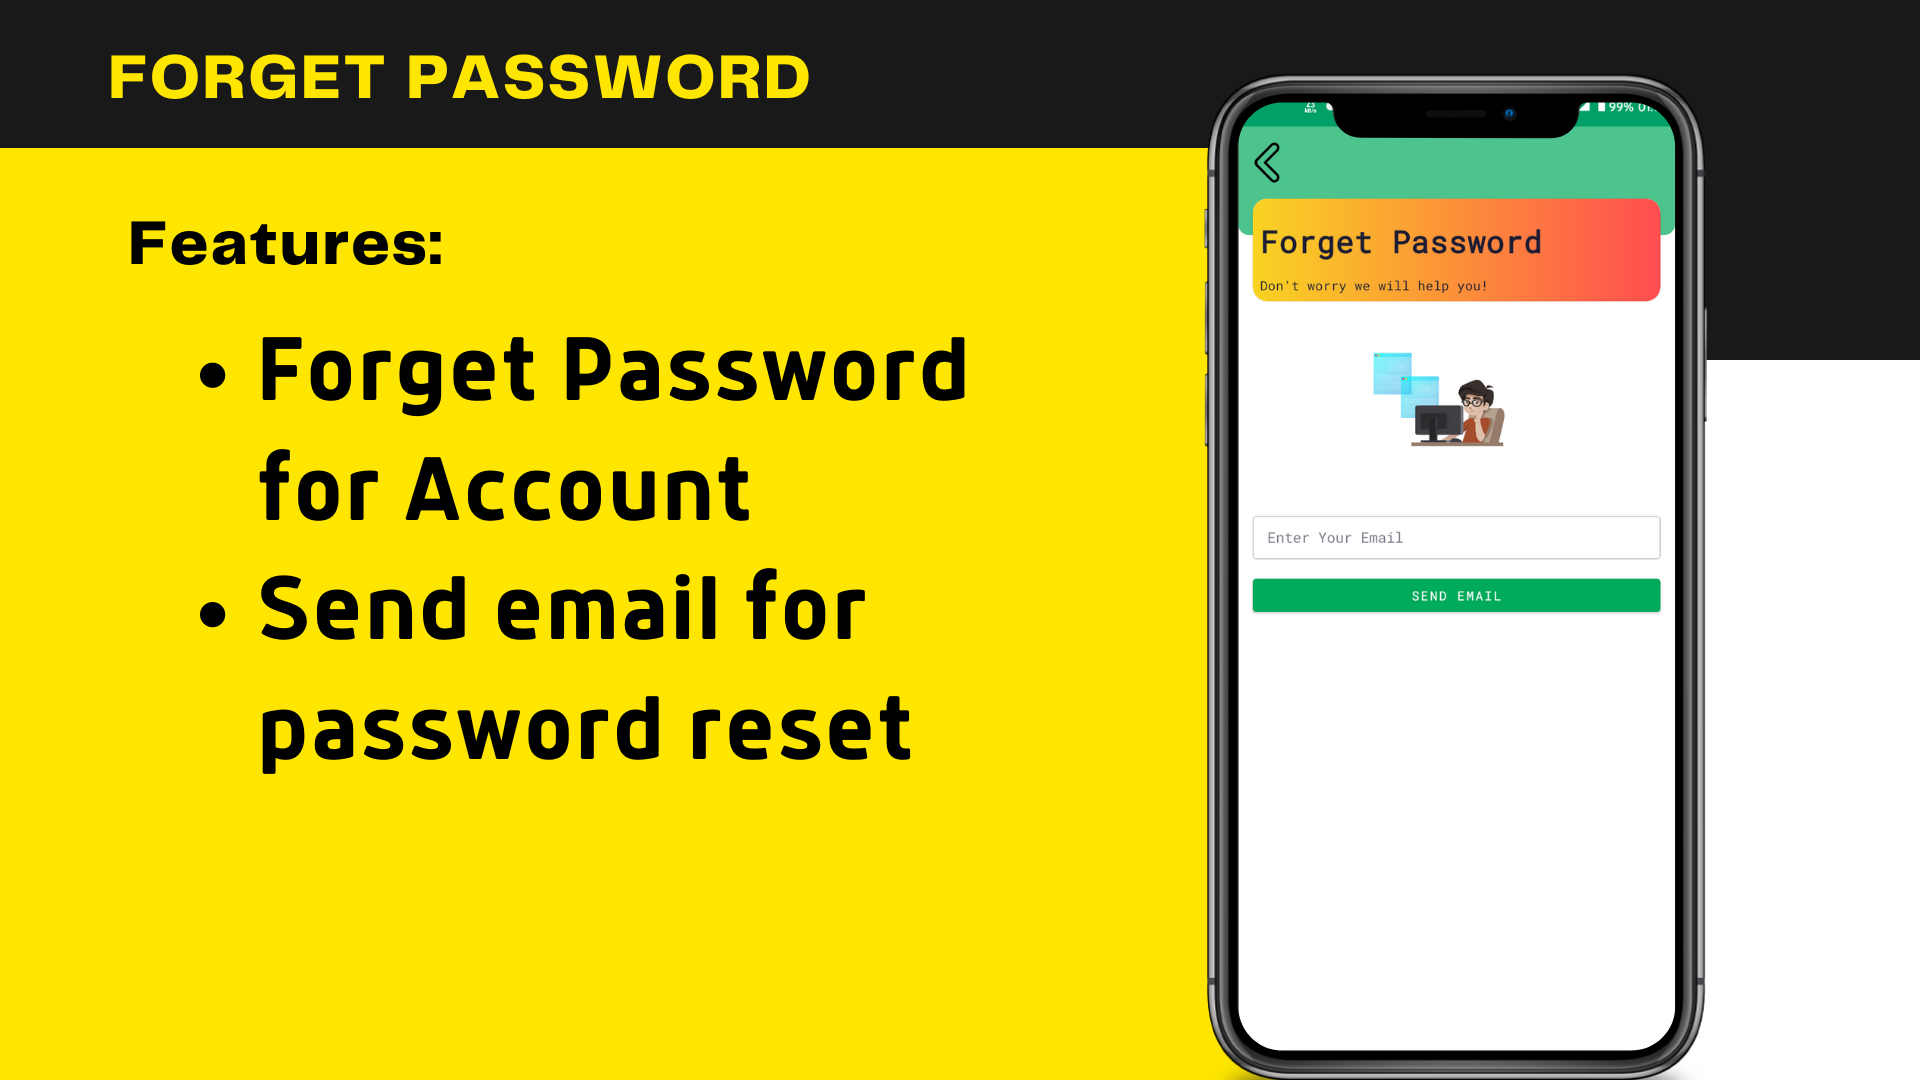 FORGET PASSWORD
Features:
• Forget Password
for Account
• Send email for
password reset
99%
Forget Password
Don't worry we will help you!
Enter Your Email
SEND EMAIL